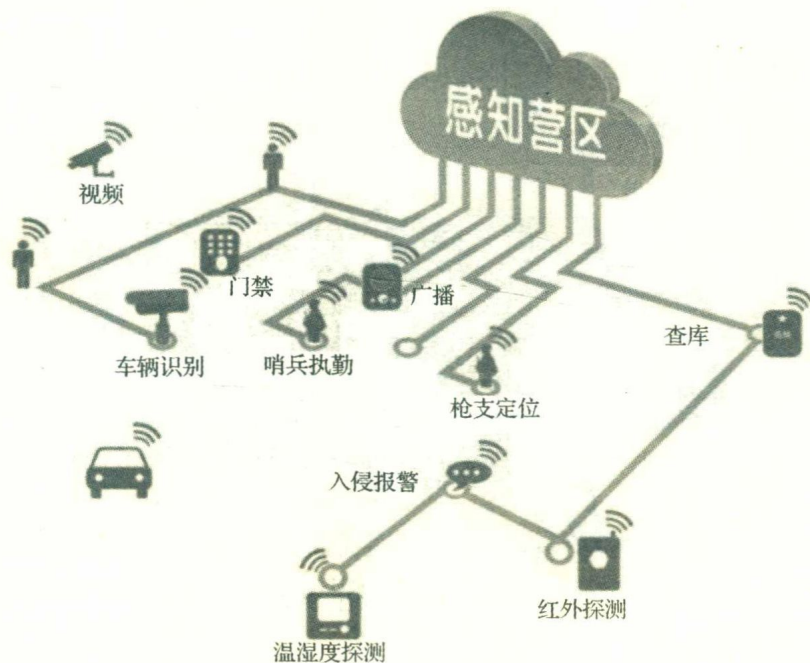 感知营区
视频
门禁
广播
车辆识别
哨兵执勤
查库
枪支定位
入侵报警
红外探测
温湿度探测